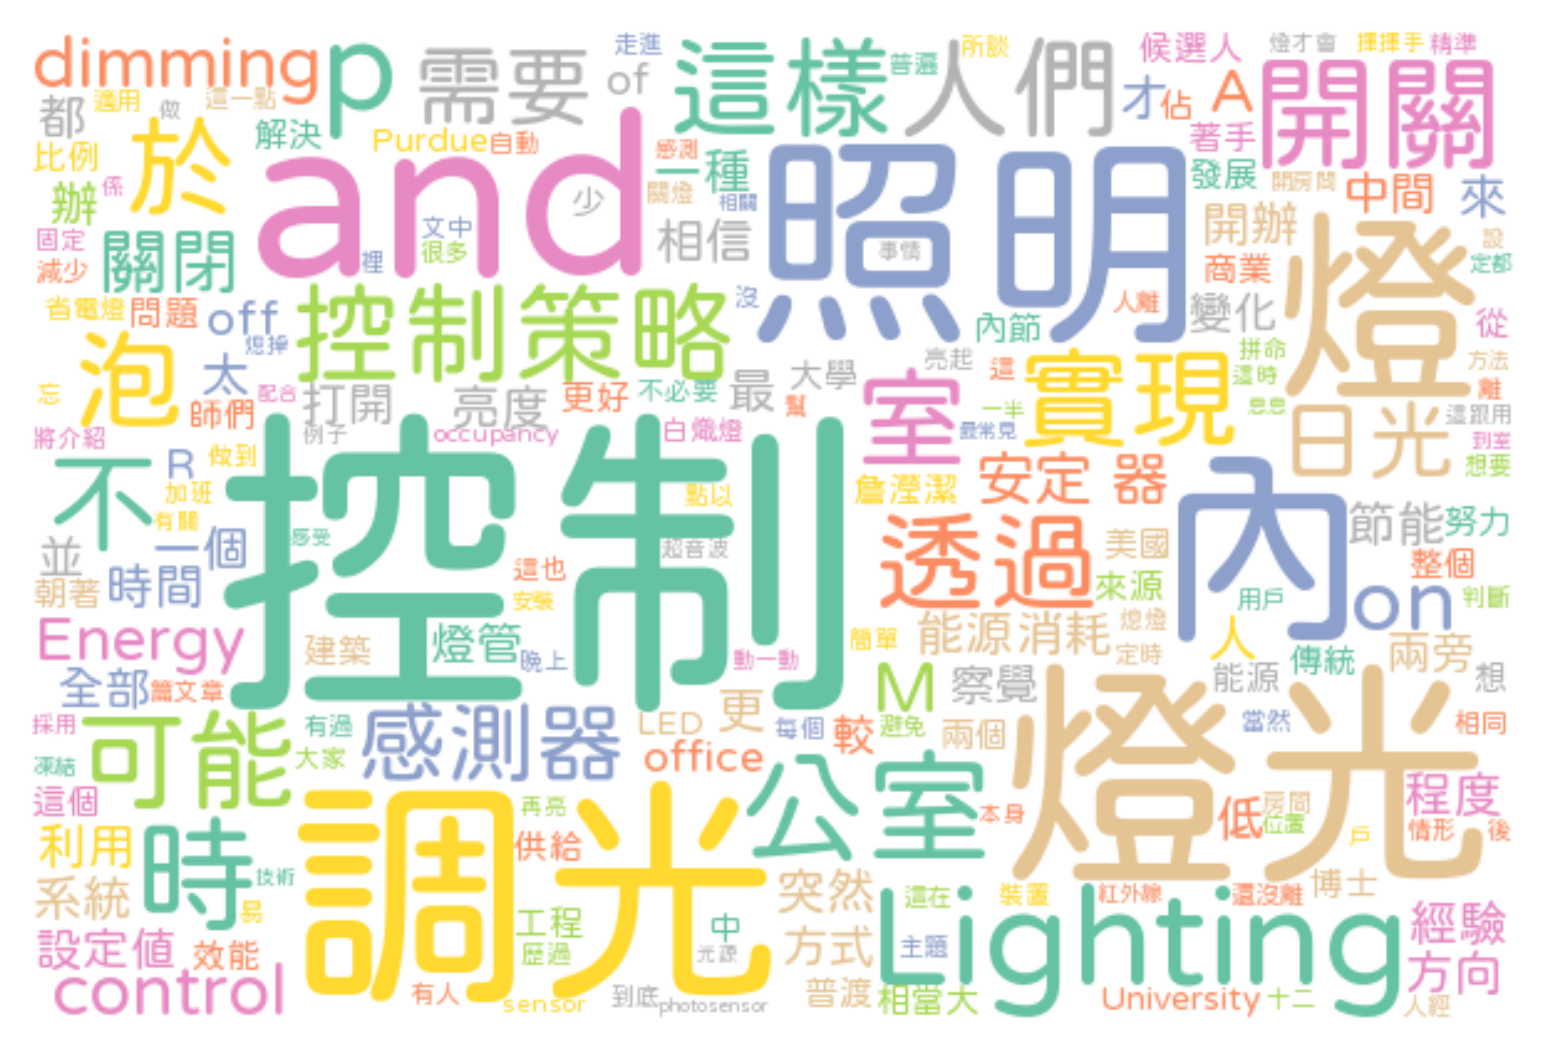 dimming
p
需要
走進
of
這樣
普遍
人們
所談
候選人
燈才會
揮揮手
精準
都
適用
做
這一點
解決
Purdue
自動
才
佔
A
著手
開關
比例
於
and
感測
一種
照明
發展
開房間
中間
來
辦
係
少
關燈
相關
開辦
燈
設
固定
關閉
文中
很多
裡
相信
事情
商業
定都
減少
省電燈
問題
off
控制策略
沒
內節
人離
變化
從
泡
熄掉
太
亮起
這
實現
拼命
這時
方法
離
忘
師們
配合
打開
例子
亮度
更好
不必要
最
大學
幫
室
一半
最常見
息息
日光
這跟用
將介紹
occupancy
白熾燈
到室
想要
不
R
做到
加班
有關
控制
點以
詹瀅潔
安定
器
內
節能
努力
並
一個
感受
超音波
透過
美國
整個
朝著
時間
這也
安裝
來源
用戶
on
判斷
Energy
建築
燈管
晚上
動一動
簡單
能源消耗
熄燈
定時
人
傳統
兩旁
全部
篇文章
M
察覺
能源
想
採用
可能
有過
大家
感測器
LED
更
每個
較
避免
兩個
燈光
當然
相同
凍結
office
公室
這個
程度
利用
時
調光
再亮
供給
本身
低
房間
位置
戶
情形
後
系統
技術
易
突然
這在
裝置
紅外線
還沒離
博士
設定值
效能
工程
歷過
中
光源
方式
Lighting
主題
經驗
方向
control
有人
sensor
到底
photosensor
普渡
相當大
University
十二
人經